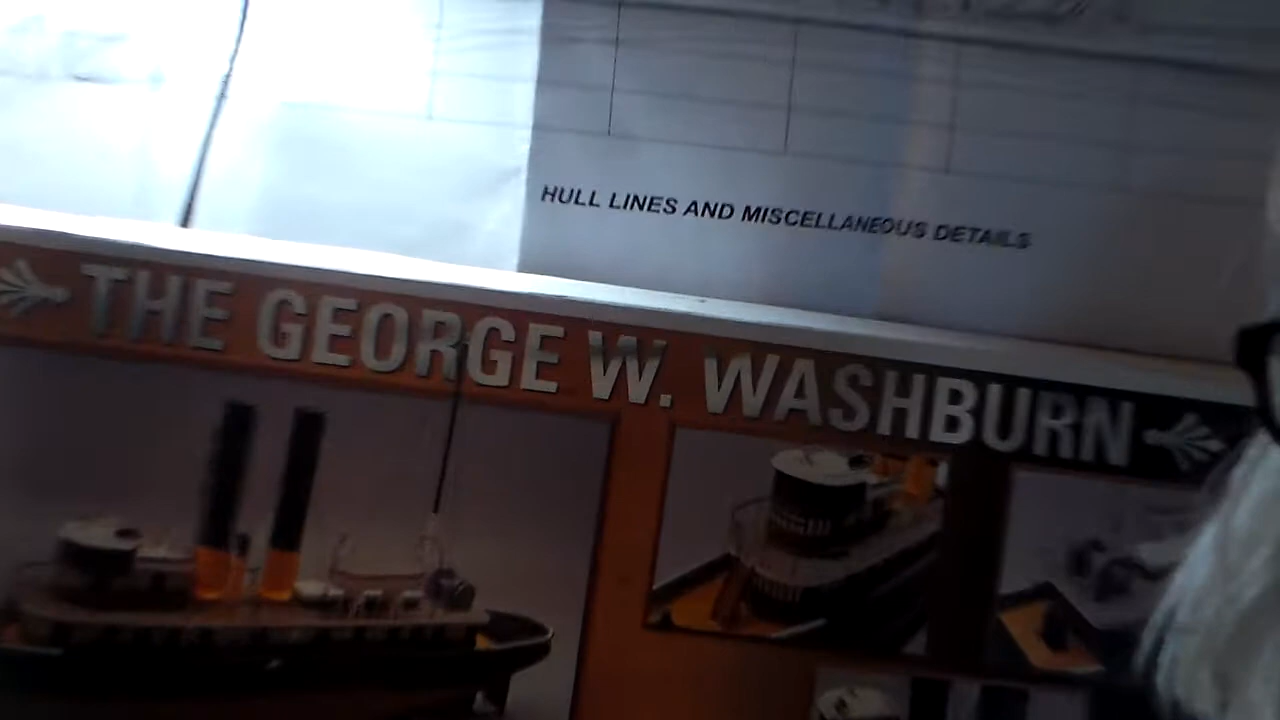 HULL LINES AND MISCELLANEOUS DETAILS
THE GEORGE W. WASHBURN